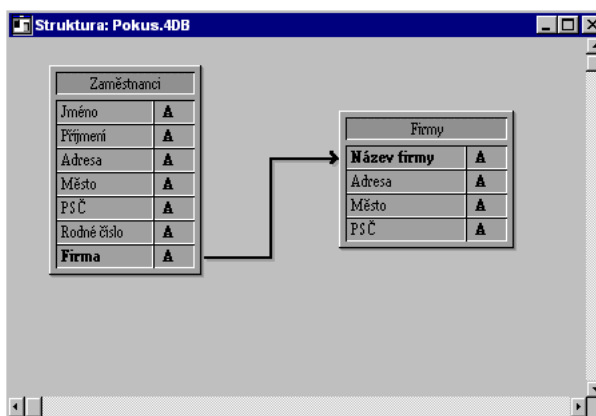 Struktura: Pokus.4DB
Zaměstnanci
Jméno A
Příjmení A
Adresa A
Město A
PSČ A
Rodné číslo A
Firma A
Firmy
Název firmy A
Adresa A
Město A
PSČ A